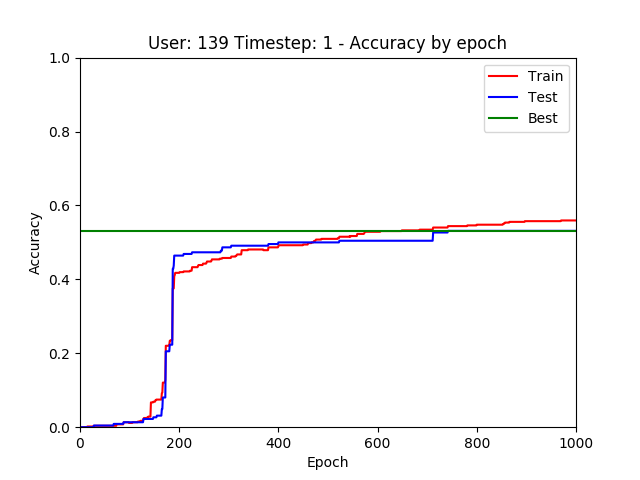 User: 139 Timestep: 1 - Accuracy by epoch
1.0
0.8
0.6
0.4
0.2
0.0
Accuracy
Train
Test
Best
0 200 400 600 800 1000
Epoch